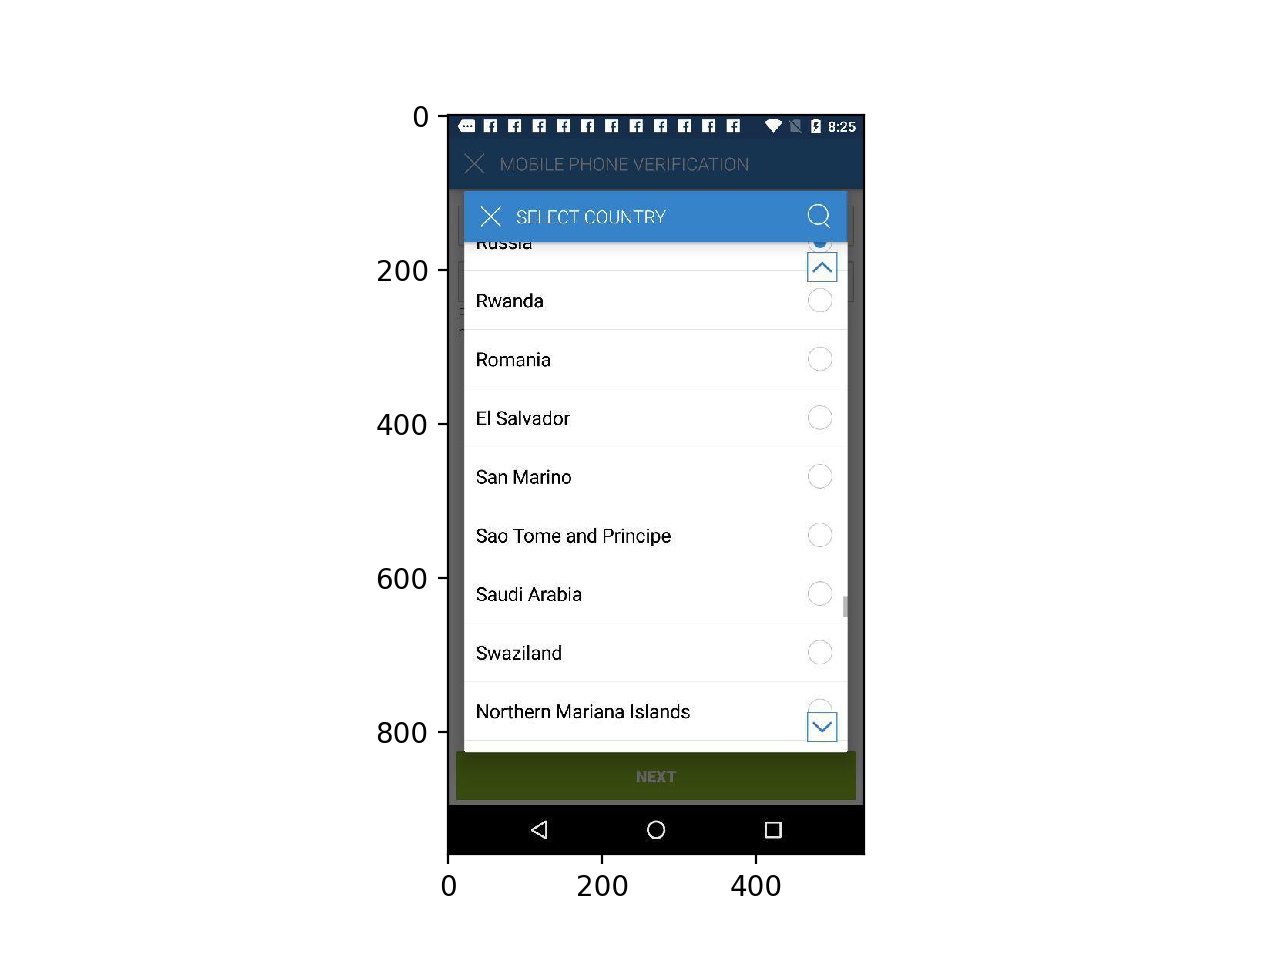 0
8:25
MOBILE PHONE VERIFICATION
SELECT COUNTRY
Russia
200
Rwanda
Romania
400
El Salvador
San Marino
Sao Tome and Principe
600
Saudi Arabia
Swaziland
Northern Mariana Islands
800
NEXT
0
200
400